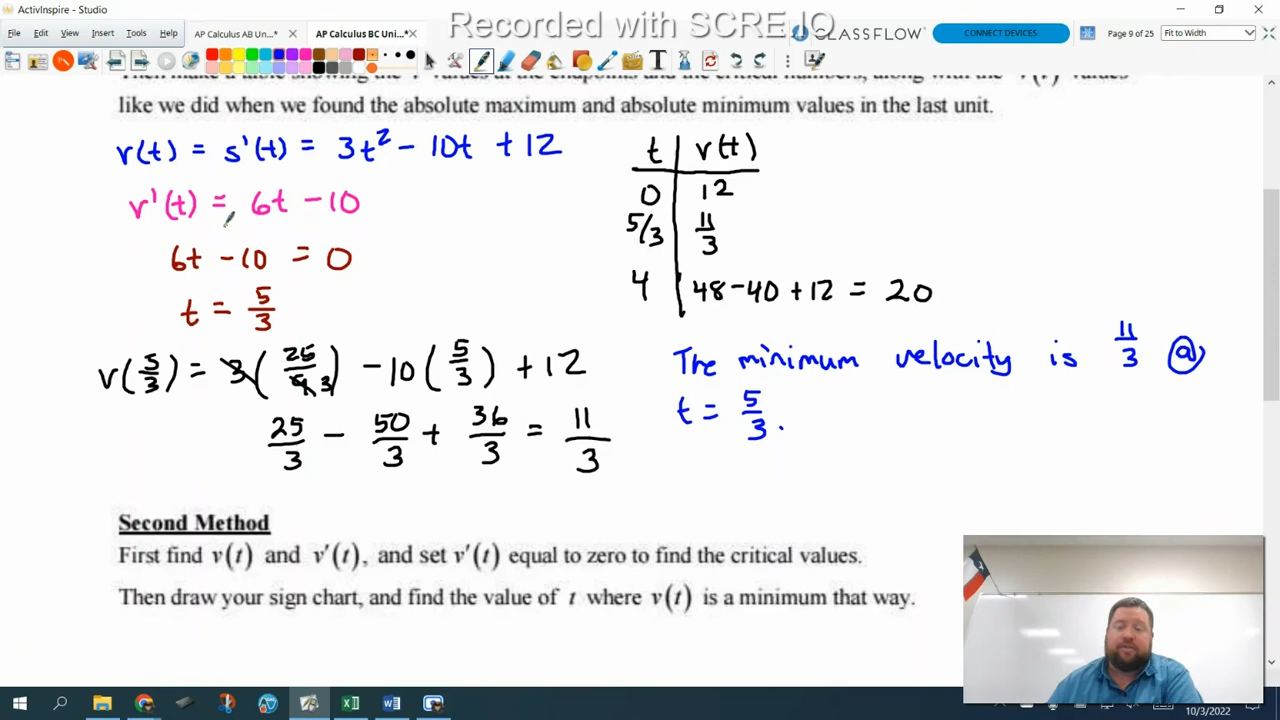 ActivInspire - Studio
Recorded with SCRE.IO
File Edit View Insert Tools Help
AP Calculus AB Un...*
AP Calculus BC Uni...*
CLASSFLOW
CONNECT DEVICES
Page 9 of 25
Fit to Width
like we did when we found the absolute maximum and absolute minimum values in the last unit.
v(t) = s'(t) = 3t² - 10t + 12
v'(t) = 6t - 10
6t - 10 = 0
t = 5/3
v(5/3) = 3(25/9 3) - 10(5/3) + 12
25/3 - 50/3 + 36/3 = 11/3
t | v(t)
0 | 12
5/3 | 11/3
4 | 48 - 40 + 12 = 20
The minimum velocity is 11/3 @
t = 5/3.
Second Method
First find v(t) and v'(t), and set v'(t) equal to zero to find the critical values.
Then draw your sign chart, and find the value of t where v(t) is a minimum that way.
10/3/2022